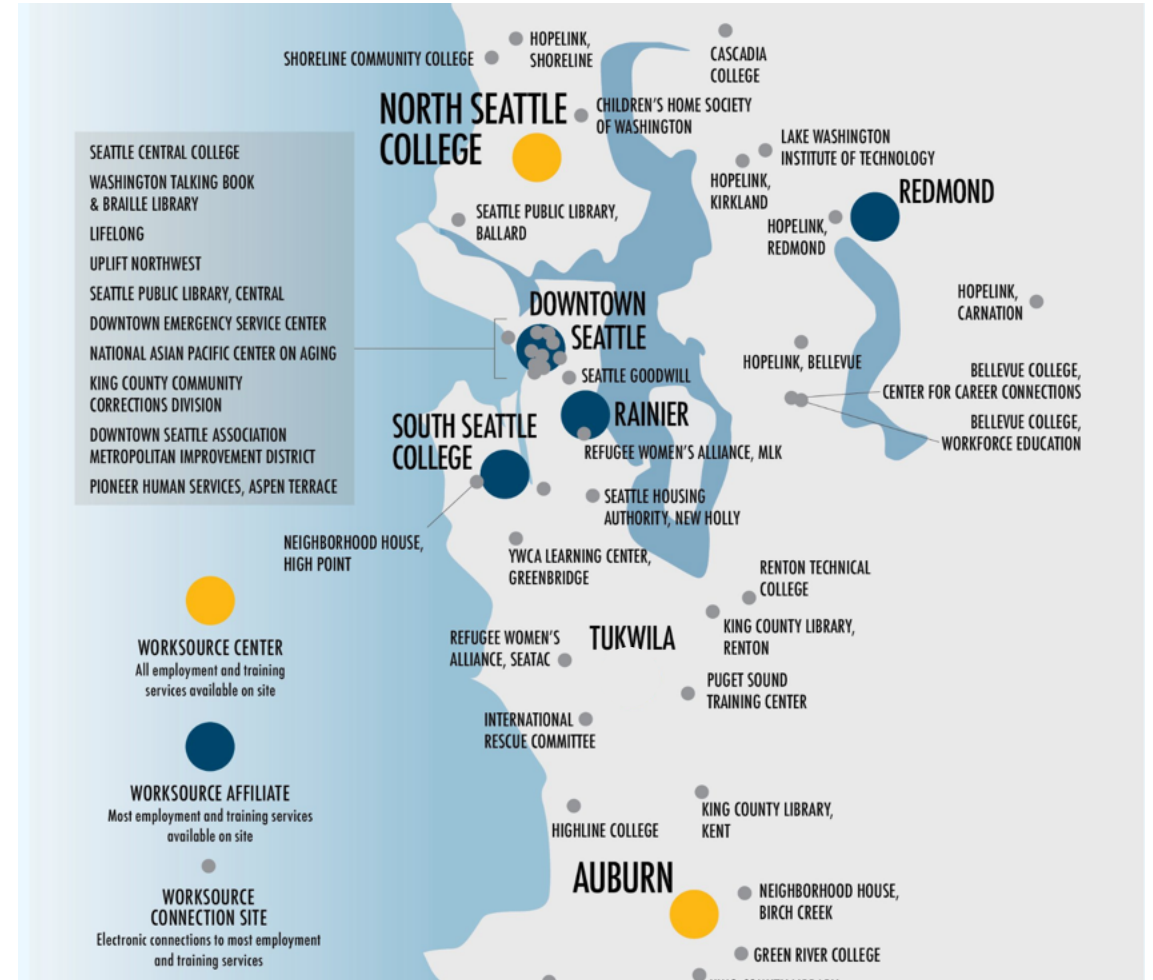 HOPELINK,
SHORELINE
SHORELINE COMMUNITY COLLEGE
CASCADIA
COLLEGE
NORTH SEATTLE
COLLEGE
CHILDREN'S HOME SOCIETY
OF WASHINGTON
LAKE WASHINGTON
INSTITUTE OF TECHNOLOGY
HOPELINK,
KIRKLAND
REDMOND
HOPELINK,
REDMOND
SEATTLE PUBLIC LIBRARY,
BALLARD
SEATTLE CENTRAL COLLEGE
WASHINGTON TALKING BOOK
& BRAILLE LIBRARY
LIFELONG
UPLIFT NORTHWEST
SEATTLE PUBLIC LIBRARY, CENTRAL
DOWNTOWN EMERGENCY SERVICE CENTER
NATIONAL ASIAN PACIFIC CENTER ON AGING
KING COUNTY COMMUNITY
CORRECTIONS DIVISION
DOWNTOWN SEATTLE ASSOCIATION
METROPOLITAN IMPROVEMENT DISTRICT
PIONEER HUMAN SERVICES, ASPEN TERRACE
DOWNTOWN
SEATTLE
HOPELINK,
CARNATION
HOPELINK, BELLEVUE
SEATTLE GOODWILL
BELLEVUE COLLEGE,
CENTER FOR CAREER CONNECTIONS
BELLEVUE COLLEGE,
WORKFORCE EDUCATION
RAINIER
REFUGEE WOMEN'S ALLIANCE, MLK
SOUTH SEATTLE
COLLEGE
SEATTLE HOUSING
AUTHORITY, NEW HOLLY
NEIGHBORHOOD HOUSE,
HIGH POINT
YWCA LEARNING CENTER,
GREENBRIDGE
RENTON TECHNICAL
COLLEGE
KING COUNTY LIBRARY,
RENTON
TUKWILA
REFUGEE WOMEN'S
ALLIANCE, SEATAC
PUGET SOUND
TRAINING CENTER
INTERNATIONAL
RESCUE COMMITTEE
HIGHLINE COLLEGE
KING COUNTY LIBRARY,
KENT
AUBURN
NEIGHBORHOOD HOUSE,
BIRCH CREEK
GREEN RIVER COLLEGE
WORKSOURCE CENTER
All employment and training
services available on site
WORKSOURCE AFFILIATE
Most employment and training services
available on site
WORKSOURCE
CONNECTION SITE
Electronic connections to most employment
and training services